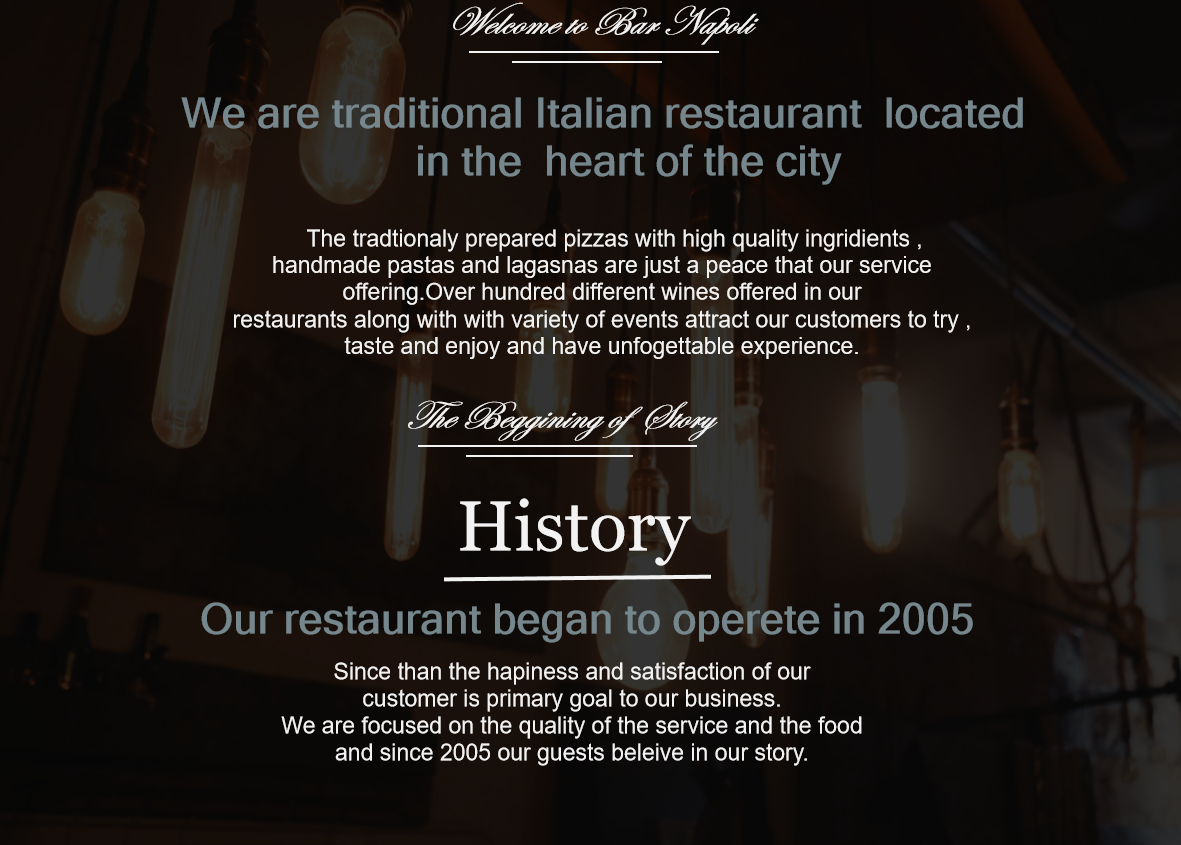 Welcome to Bar Napoli
We are traditional Italian restaurant located
in the heart of the city
The tradtionaly prepared pizzas with high quality ingridients ,
handmade pastas and lagasnas are just a peace that our service
offering.Over hundred different wines offered in our
restaurants along with with variety of events attract our customers to try ,
taste and enjoy and have unfogettable experience.
The Beggining of Story
History
Our restaurant began to operete in 2005
Since than the hapiness and satisfaction of our
customer is primary goal to our business.
We are focused on the quality of the service and the food
and since 2005 our guests beleive in our story.